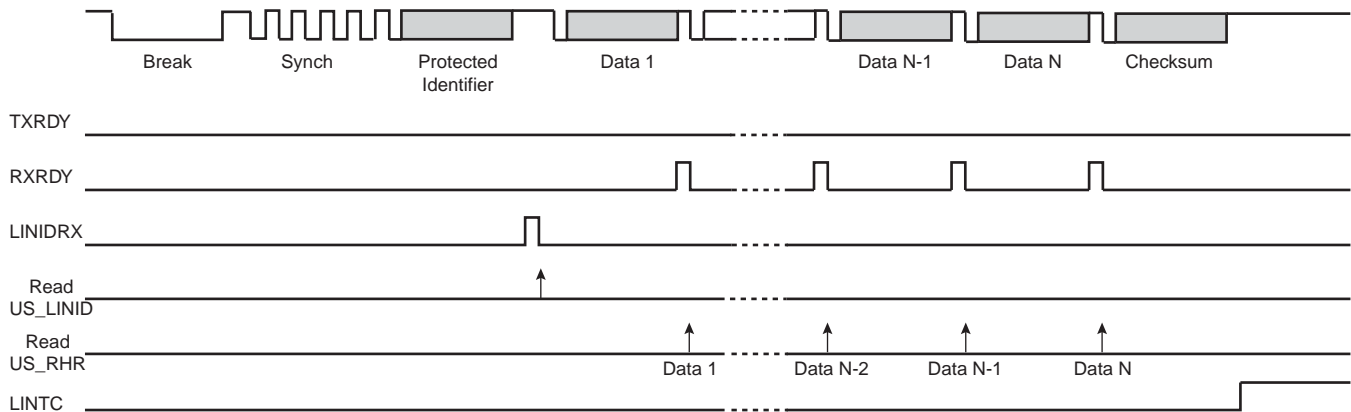 Break Synch Protected Identifier Data 1 Data N-1 Data N Checksum
TXRDY
RXRDY
LINIDRX
Read
US_LINID
Read
US_RHR
Data 1 Data N-2 Data N-1 Data N
LINTC